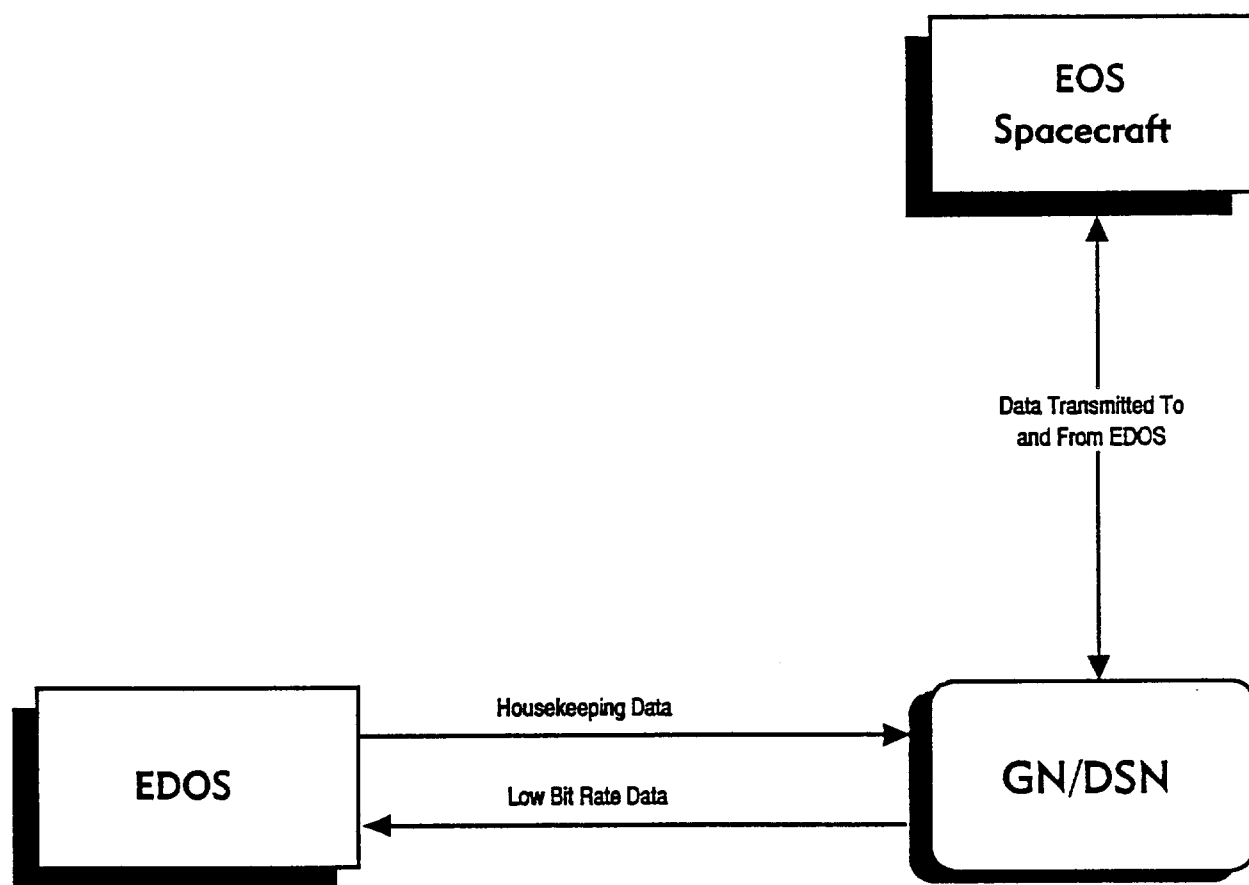 EOS
Spacecraft
Data Transmitted To
and From EDOS
Housekeeping Data
EDOS
Low Bit Rate Data
GN/DSN